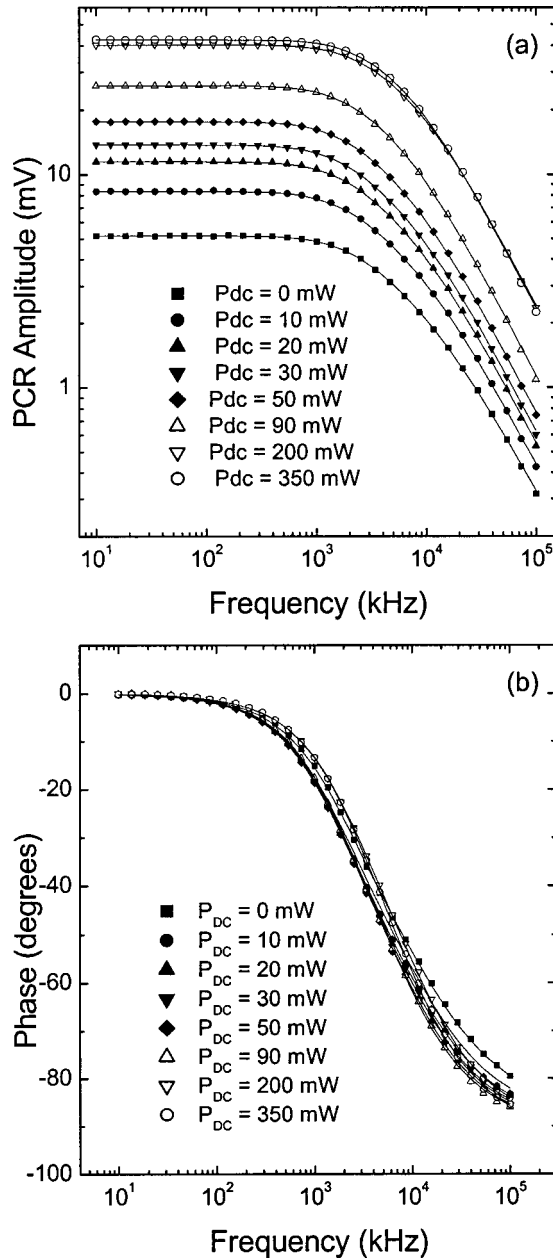 (a)
10
1
PCR Amplitude (mV)
Pdc = 0 mW
Pdc = 10 mW
Pdc = 20 mW
Pdc = 30 mW
Pdc = 50 mW
Pdc = 90 mW
Pdc = 200 mW
Pdc = 350 mW
10¹ 10² 10³ 10⁴ 10⁵
Frequency (kHz)
(b)
0
-20
-40
-60
-80
-100
Phase (degrees)
P_DC = 0 mW
P_DC = 10 mW
P_DC = 20 mW
P_DC = 30 mW
P_DC = 50 mW
P_DC = 90 mW
P_DC = 200 mW
P_DC = 350 mW
10¹ 10² 10³ 10⁴ 10⁵
Frequency (kHz)